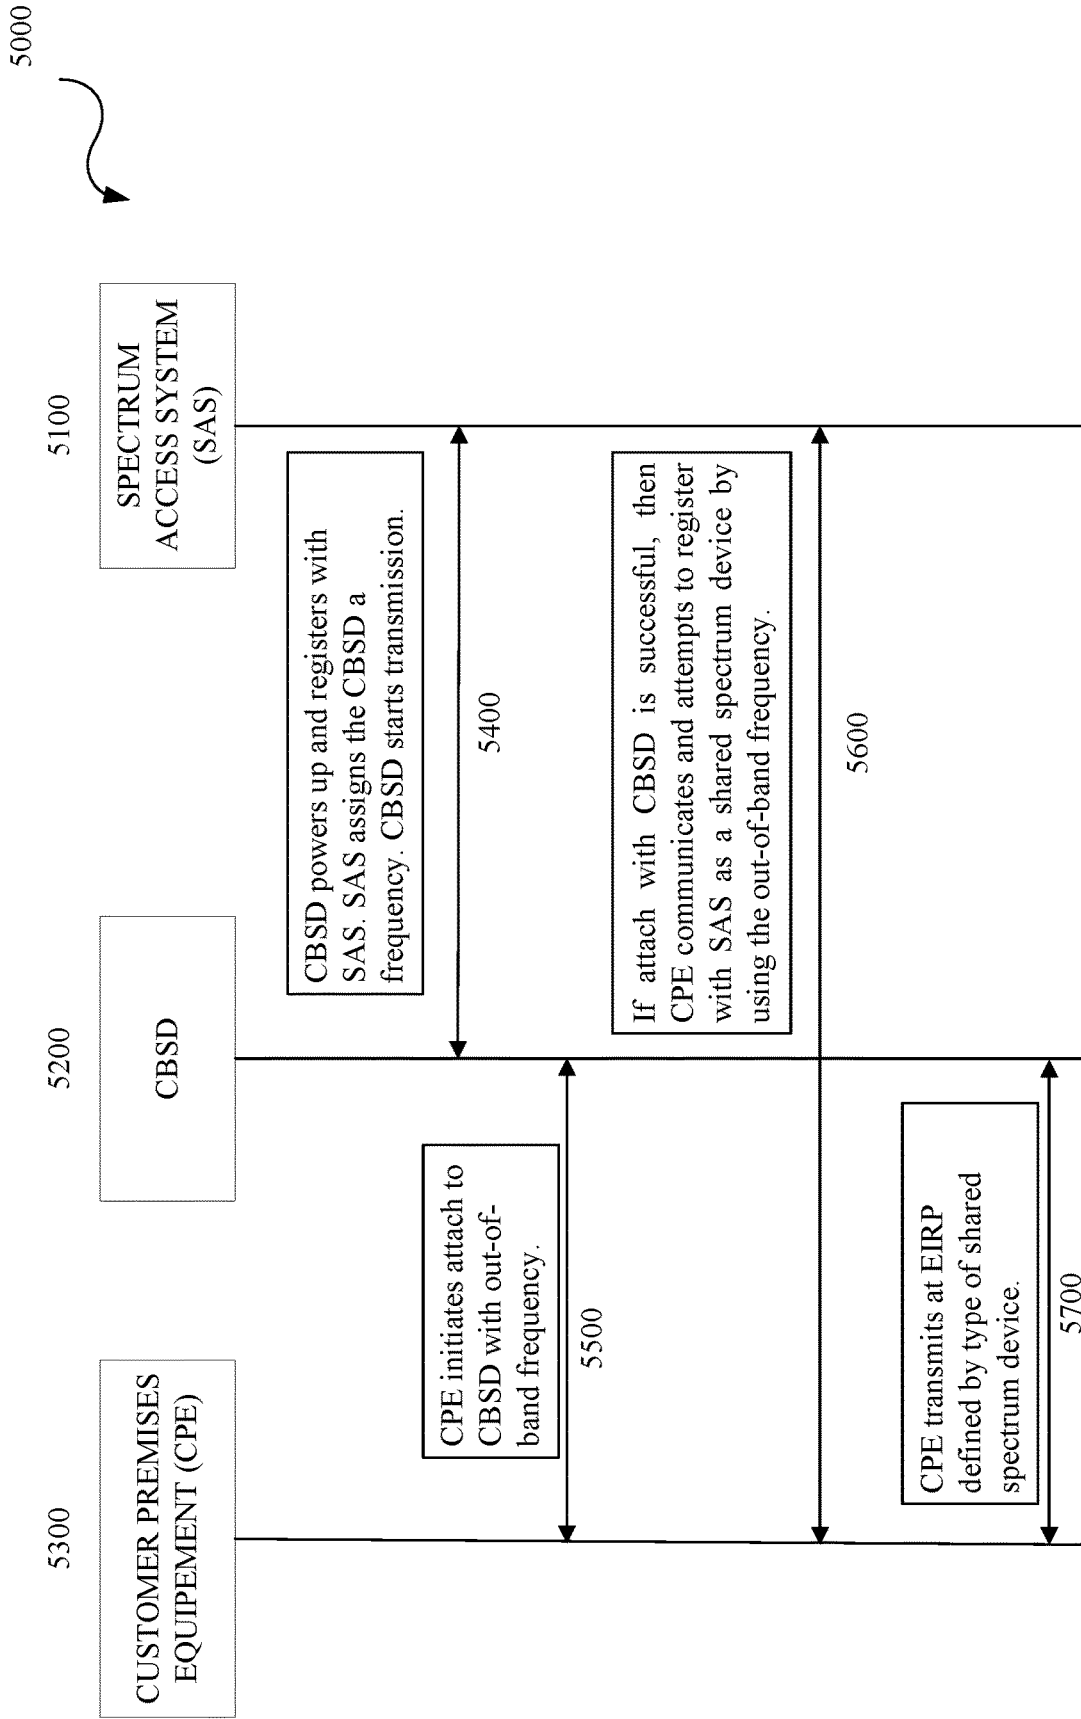 5000
5300
CUSTOMER PREMISES
EQUIPEMENT (CPE)
5200
CBSD
5100
SPECTRUM
ACCESS SYSTEM
(SAS)
CBSD powers up and registers with
SAS. SAS assigns the CBSD a
frequency. CBSD starts transmission.
5400
CPE initiates attach to
CBSD with out-of-
band frequency.
5500
If attach with CBSD is successful, then
CPE communicates and attempts to register
with SAS as a shared spectrum device by
using the out-of-band frequency.
5600
CPE transmits at EIRP
defined by type of shared
spectrum device.
5700